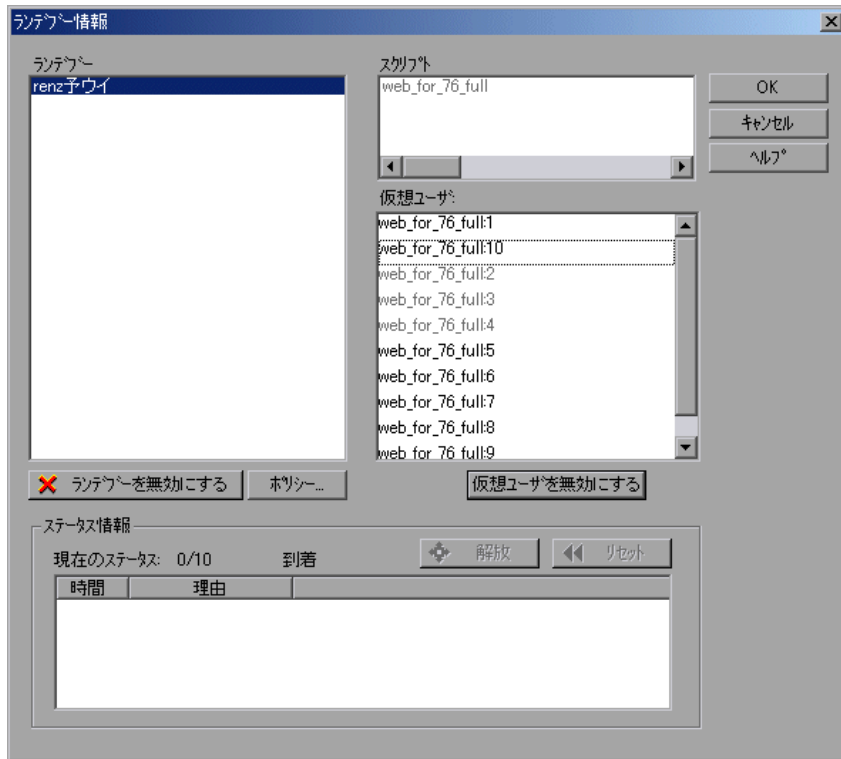 ランデブー情報
ランデブー
renz予ウイ
スクリプト
web_for_76_full
OK
キャンセル
ヘルプ
仮想ユーザ:
web_for_76_full:1
web_for_76_full:10
web_for_76_full:2
web_for_76_full:3
web_for_76_full:4
web_for_76_full:5
web_for_76_full:6
web_for_76_full:7
web_for_76_full:8
web_for_76_full:9
ランデブーを無効にする
ポリシー...
仮想ユーザを無効にする
ステータス情報
現在のステータス: 0/10 到着
解放
リセット
時間 理由